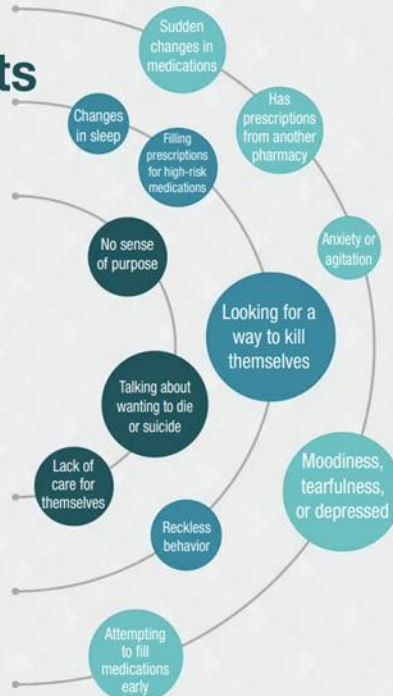 ts
Sudden
changes in
medications
Has
prescriptions
from another
pharmacy
Changes
in sleep
Filling
prescriptions
for high-risk
medications
Anxiety or
agitation
No sense
of purpose
Looking for a
way to kill
themselves
Talking about
wanting to die
or suicide
Moodiness,
tearfulness,
or depressed
Lack of
care for
themselves
Reckless
behavior
Attempting
to fill
medications
early